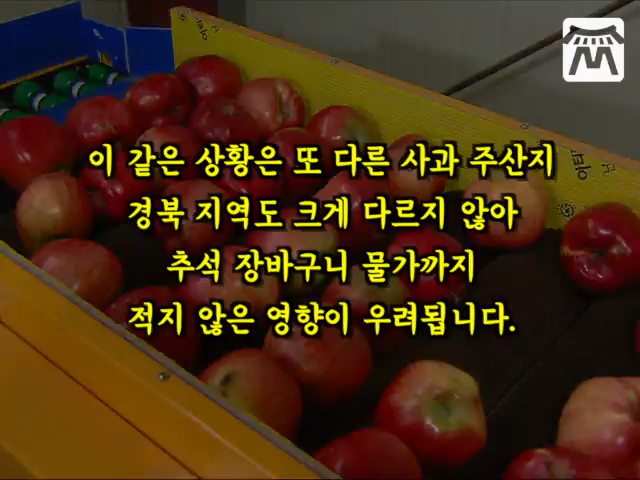 이 같은 상황은 또 다른 사과 주산지
경북 지역도 크게 다르지 않아
추석 장바구니 물가까지
적지 않은 영향이 우려됩니다.
M